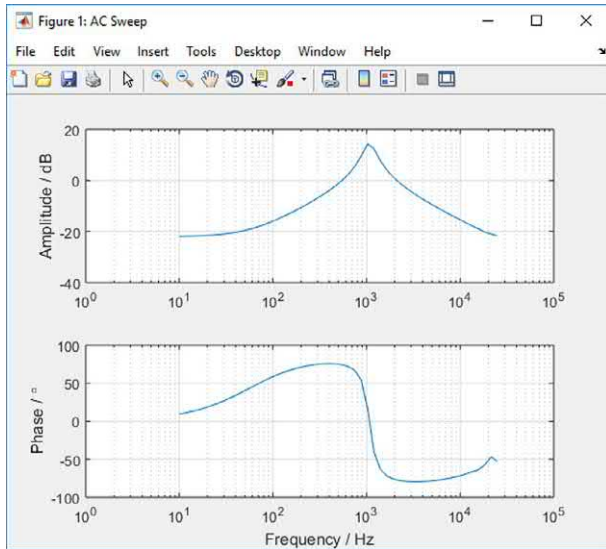 Figure 1: AC Sweep
File Edit View Insert Tools Desktop Window Help
20
0
-20
-40
Amplitude / dB
10^0 10^1 10^2 10^3 10^4 10^5
100
50
0
-50
-100
Phase / °
10^0 10^1 10^2 10^3 10^4 10^5
Frequency / Hz